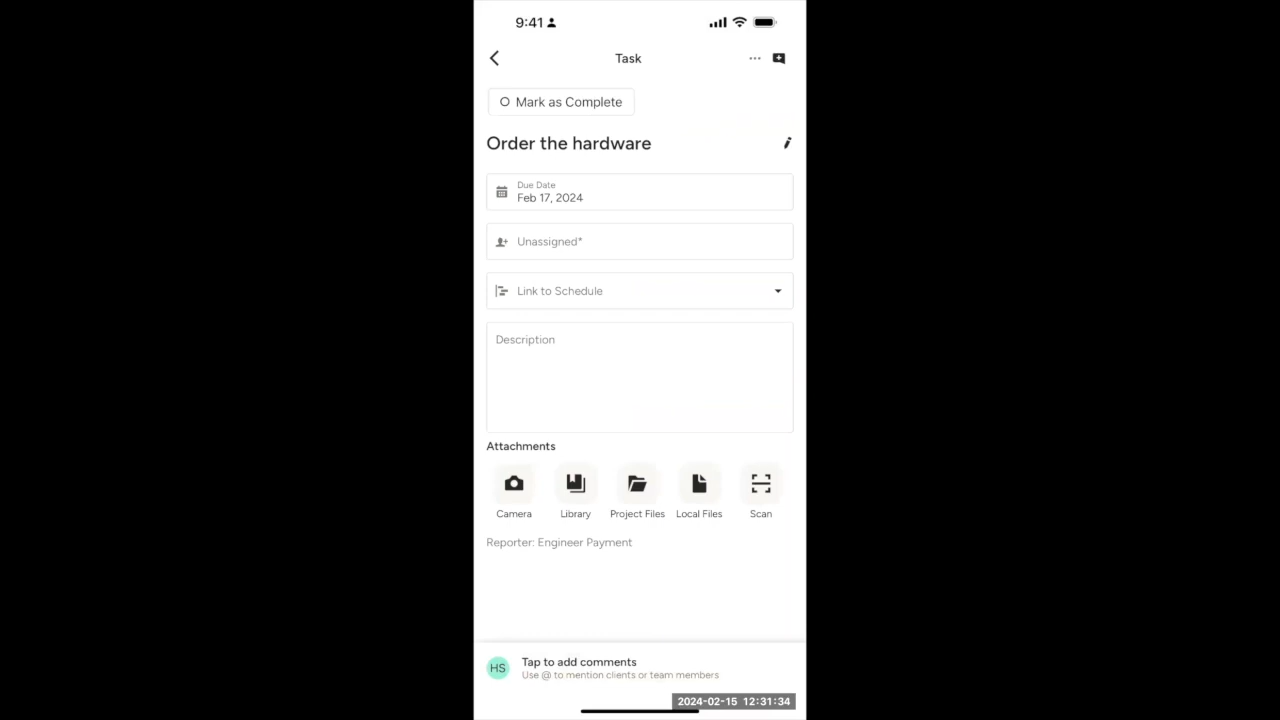 9:41
Task
Mark as Complete
Order the hardware
Due Date
Feb 17, 2024
Unassigned*
Link to Schedule
Description
Attachments
Camera Library Project Files Local Files Scan
Reporter: Engineer Payment
HS
Tap to add comments
Use @ to mention clients or team members
2024-02-15 12:31:34